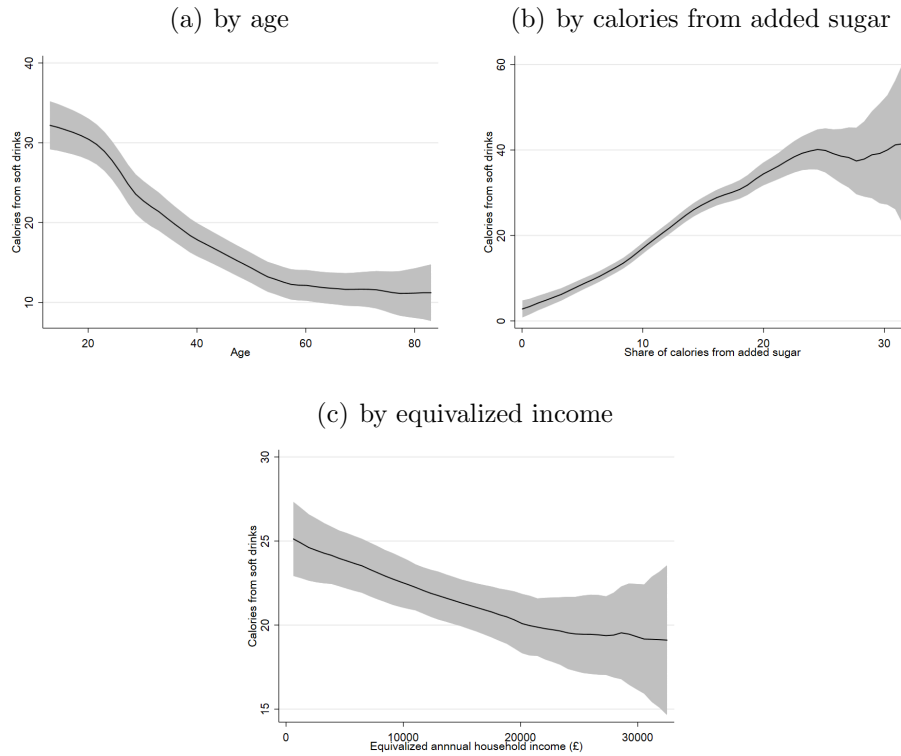 (a) by age
40
30
20
10
Calories from soft drinks
20 40 60 80
Age
(b) by calories from added sugar
60
40
20
0
Calories from soft drinks
0 10 20 30
Share of calories from added sugar
(c) by equivalized income
30
25
20
15
Calories from soft drinks
0 10000 20000 30000
Equivalized annnual household income (£)